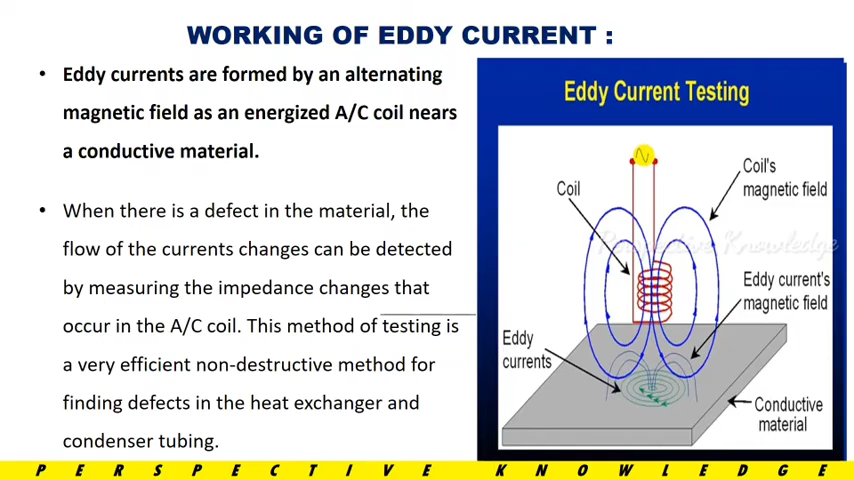 WORKING OF EDDY CURRENT :
• Eddy currents are formed by an alternating
magnetic field as an energized A/C coil nears
a conductive material.
• When there is a defect in the material, the
flow of the currents changes can be detected
by measuring the impedance changes that
occur in the A/C coil. This method of testing is
a very efficient non-destructive method for
finding defects in the heat exchanger and
condenser tubing.
Eddy Current Testing
Coil
Coil's
magnetic field
Perspective Knowledge
Eddy current's
magnetic field
Eddy
currents
Conductive
material
PERSPECTIVE KNOWLEDGE